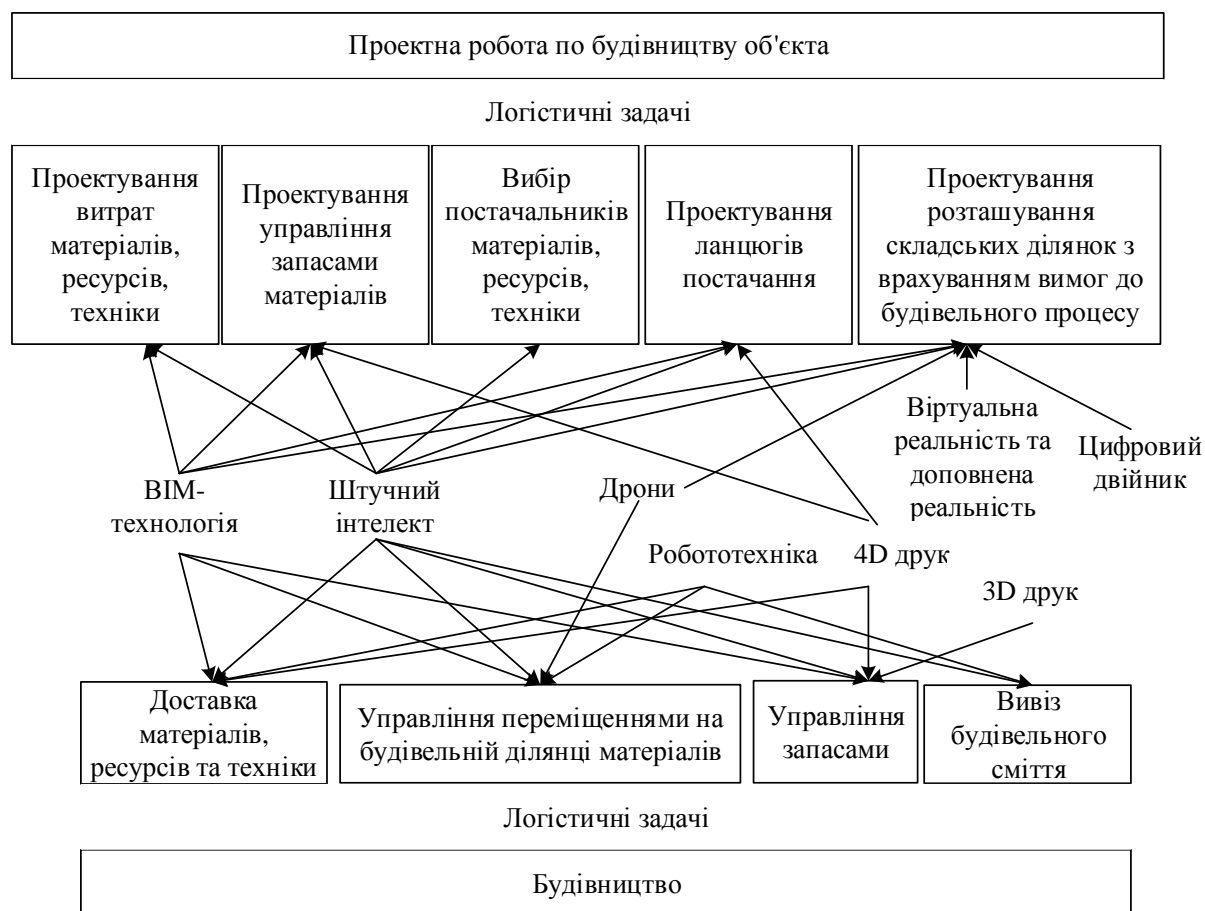 Проектна робота по будівництву об'єкта
Логістичні задачі
Проектування
витрат
матеріалів,
ресурсів,
техніки
Проектування
управління
запасами
матеріалів
Вибір
постачальників
матеріалів,
ресурсів,
техніки
Проектування
ланцюгів
постачання
Проектування
розташування
складських ділянок з
врахуванням вимог до
будівельного процесу
BIM-
технологія
Штучний
інтелект
Дрони
Віртуальна
реальність та
доповнена
реальність
Цифровий
двійник
Робототехніка
4D друк
3D друк
Доставка
матеріалів,
ресурсів та техніки
Управління переміщеннями на
будівельній ділянці матеріалів
Управління
запасами
Вивіз
будівельного
сміття
Логістичні задачі
Будівництво